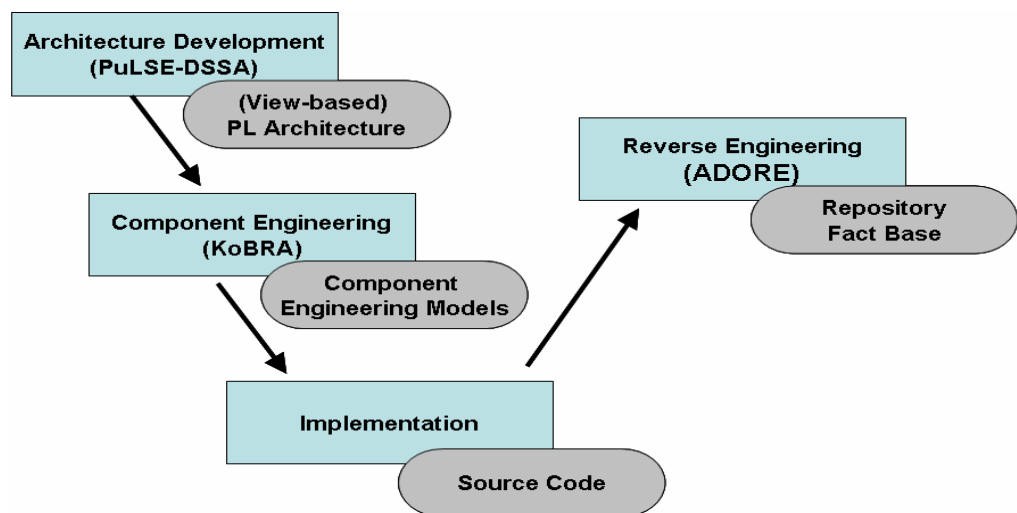 Architecture Development
(PuLSE-DSSA)
(View-based)
PL Architecture
Component Engineering
(KoBRA)
Component
Engineering Models
Implementation
Source Code
Reverse Engineering
(ADORE)
Repository
Fact Base